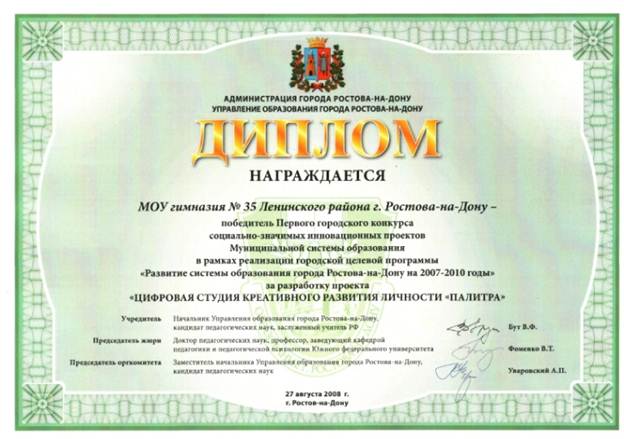 АДМИНИСТРАЦИЯ ГОРОДА РОСТОВА-НА-ДОНУ
УПРАВЛЕНИЕ ОБРАЗОВАНИЯ ГОРОДА РОСТОВА-НА-ДОНУ
ДИПЛОМ
НАГРАЖДАЕТСЯ
МОУ гимназия № 35 Ленинского района г. Ростова-на-Дону –
победитель Первого городского конкурса
социально-значимых инновационных проектов
Муниципальной системы образования
в рамках реализации городской целевой программы
«Развитие системы образования города Ростова-на-Дону на 2007-2010 годы»
за разработку проекта
«ЦИФРОВАЯ СТУДИЯ КРЕАТИВНОГО РАЗВИТИЯ ЛИЧНОСТИ «ПАЛИТРА»
Учредитель Начальник Управления образования города Ростова-на-Дону,
кандидат педагогических наук, заслуженный учитель РФ Бут В.Ф.
Председатель жюри Доктор педагогических наук, профессор, заведующий кафедрой
педагогики и педагогической психологии Южного федерального университета Фоменко В.Т.
Председатель оргкомитета Заместитель начальника Управления образования города Ростова-на-Дону,
кандидат педагогических наук Уваровский А.П.
27 августа 2008 г.
г. Ростов-на-Дону